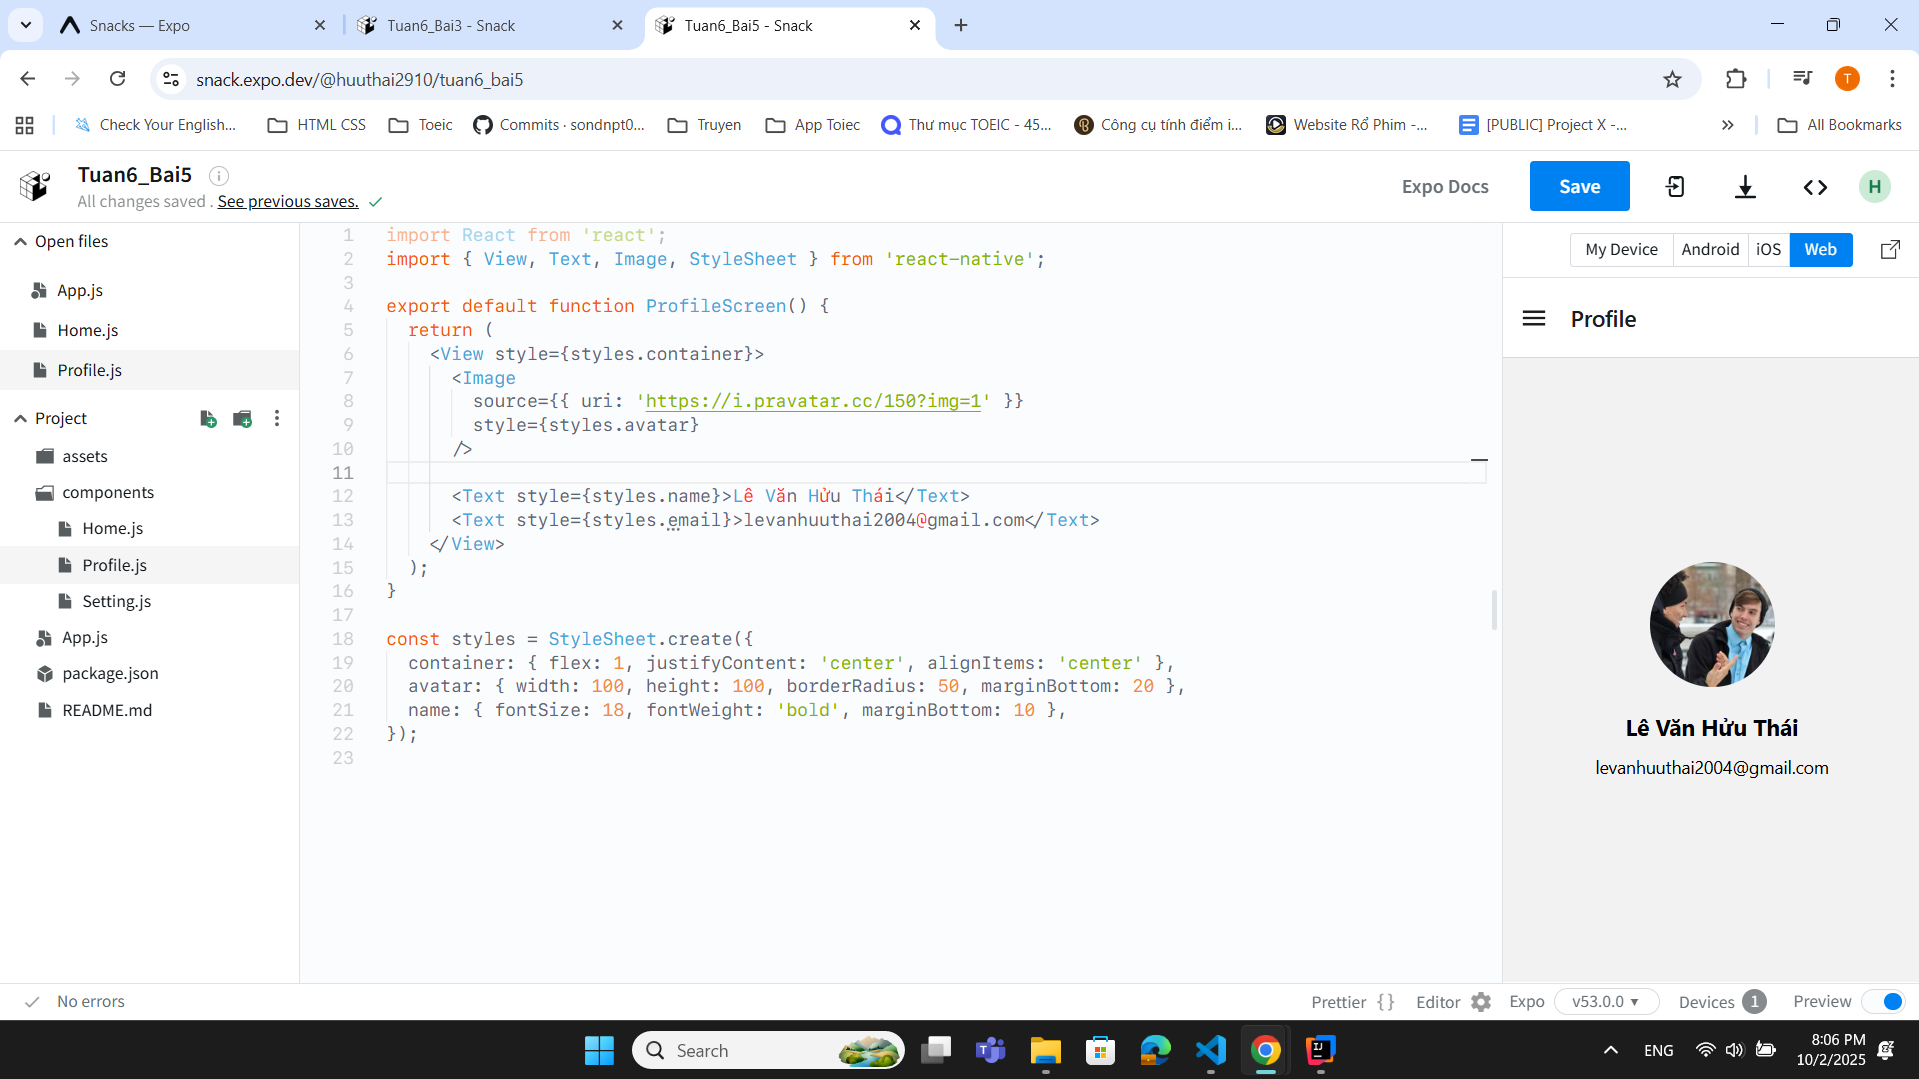 Snacks — Expo
Tuan6_Bai3 - Snack
Tuan6_Bai5 - Snack
snack.expo.dev/@huuthai2910/tuan6_bai5
T
Check Your English...
HTML CSS
Toeic
Commits · sondnpt0...
Truyen
App Toiec
Thư mục TOEIC - 45...
Công cụ tính điểm i...
Website Rổ Phim -...
[PUBLIC] Project X -...
All Bookmarks
Tuan6_Bai5
All changes saved . See previous saves.
Expo Docs
Save
H
Open files
App.js
Home.js
Profile.js
Project
assets
components
Home.js
Profile.js
Setting.js
App.js
package.json
README.md
1 import React from 'react';
2 import { View, Text, Image, StyleSheet } from 'react-native';
3
4 export default function ProfileScreen() {
5 return (
6 <View style={styles.container}>
7 <Image
8 source={{ uri: 'https://i.pravatar.cc/150?img=1' }}
9 style={styles.avatar}
10 />
11
12 <Text style={styles.name}>Lê Văn Hửu Thái</Text>
13 <Text style={styles.email}>levanhuuthai2004@gmail.com</Text>
14 </View>
15 );
16 }
17
18 const styles = StyleSheet.create({
19 container: { flex: 1, justifyContent: 'center', alignItems: 'center' },
20 avatar: { width: 100, height: 100, borderRadius: 50, marginBottom: 20 },
21 name: { fontSize: 18, fontWeight: 'bold', marginBottom: 10 },
22 });
23
My Device
Android
iOS
Web
Profile
Lê Văn Hửu Thái
levanhuuthai2004@gmail.com
No errors
Prettier {}
Editor
Expo
v53.0.0
Devices 1
Preview
Search
ENG
8:06 PM
10/2/2025